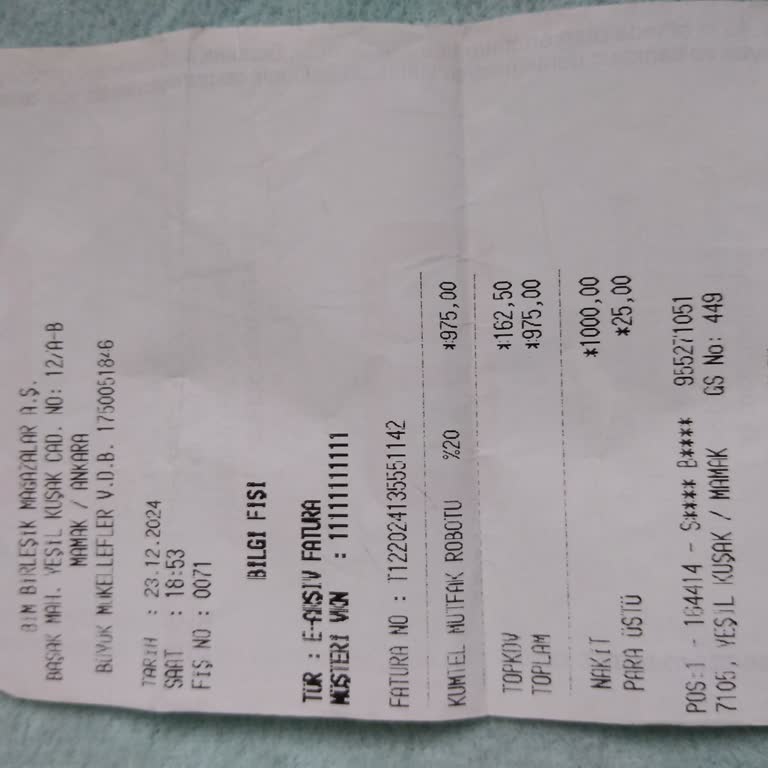 BİM BİRLEŞİK MAĞAZALAR A.Ş.
BAŞAK MAH. YEŞİL KUŞAK CAD. NO: 12/A-B
MAMAK / ANKARA
BÜYÜK MÜKELLEFLER V.D.B. 1750051846
TARİH : 23.12.2024
SAAT : 18:53
FİŞ NO : 0071
BİLGİ FİŞİ
TÜR : E-ARŞİV FATURA
MÜŞTERİ VKN : 11111111111
FATURA NO : T122024135551142
KUMTEL MUTFAK ROBOTU %20 *975,00
TOPKDV *162,50
TOPLAM *975,00
NAKİT *1000,00
PARA ÜSTÜ *25,00
POS:1 - 164414 - S**** B**** 955271051
7105, YEŞİL KUŞAK / MAMAK GS No: 449